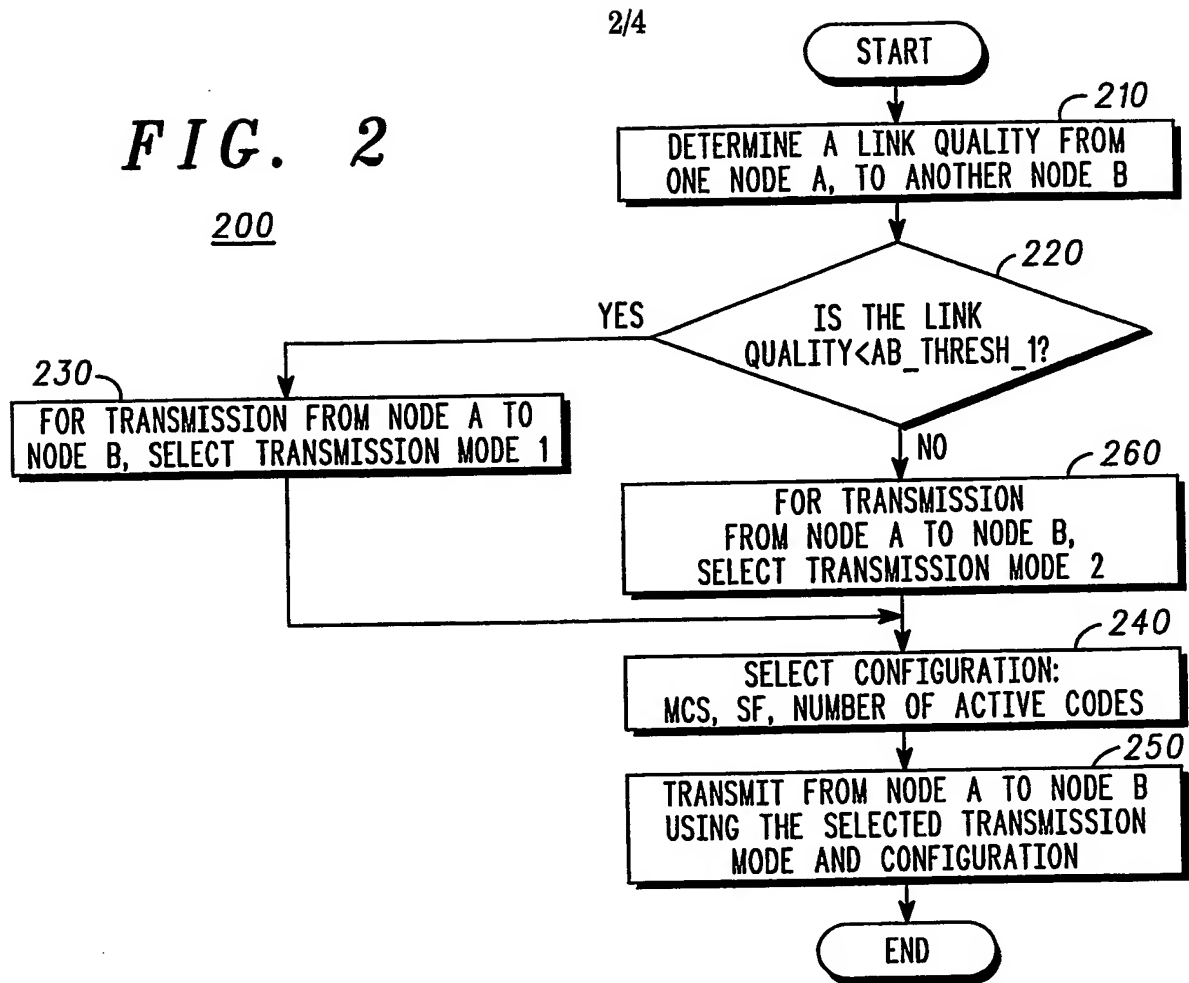 2/4
START
FIG. 2
200
210
DETERMINE A LINK QUALITY FROM
ONE NODE A, TO ANOTHER NODE B
220
IS THE LINK
QUALITY<AB_THRESH_1?
YES
230
FOR TRANSMISSION FROM NODE A TO
NODE B, SELECT TRANSMISSION MODE 1
NO
260
FOR TRANSMISSION
FROM NODE A TO NODE B,
SELECT TRANSMISSION MODE 2
240
SELECT CONFIGURATION:
MCS, SF, NUMBER OF ACTIVE CODES
250
TRANSMIT FROM NODE A TO NODE B
USING THE SELECTED TRANSMISSION
MODE AND CONFIGURATION
END